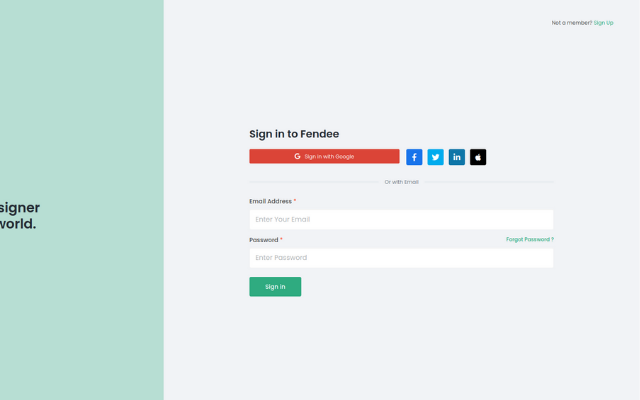 Not a member? Sign Up
Sign in to Fendee
G Sign in with Google
Or with Email
Email Address *
Enter Your Email
Password *
Forgot Password ?
Enter Password
Sign In
signer
world.